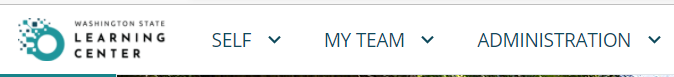 WASHINGTON STATE
LEARNING
CENTER
SELF
MY TEAM
ADMINISTRATION